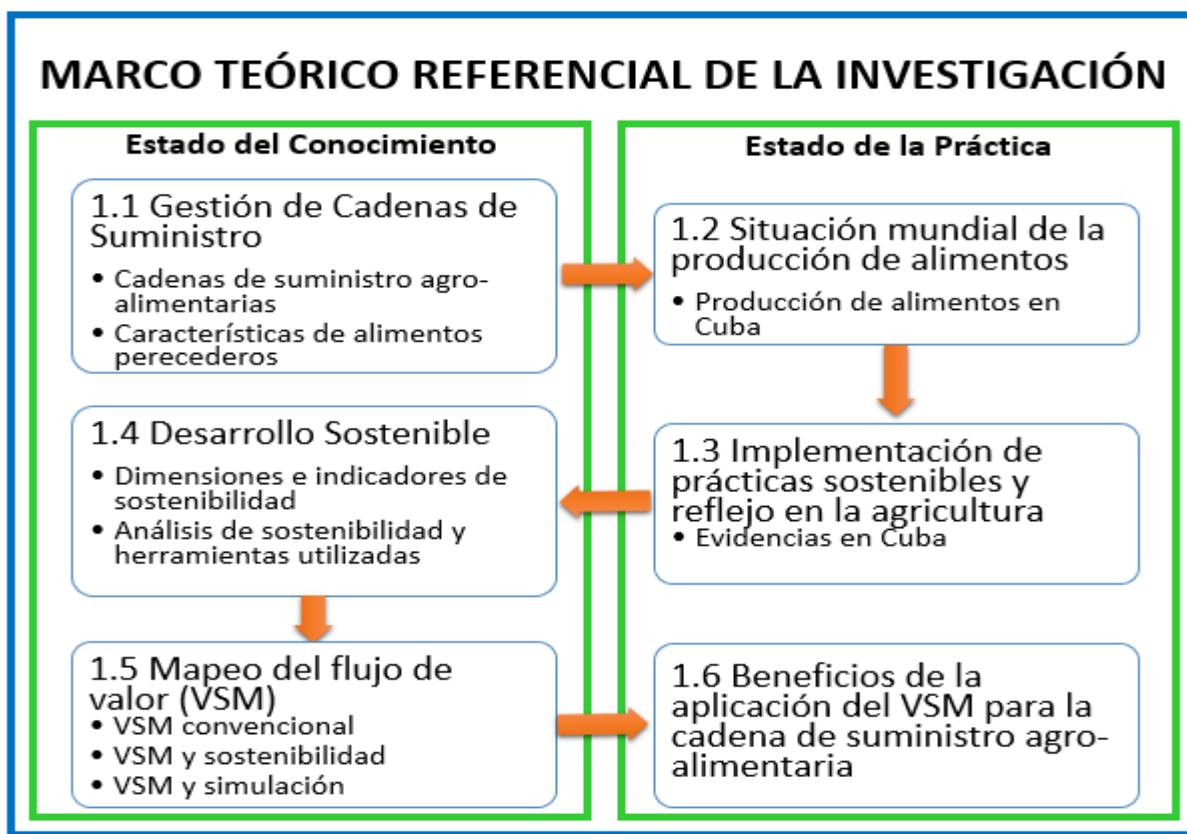 MARCO TEÓRICO REFERENCIAL DE LA INVESTIGACIÓN
Estado del Conocimiento
1.1 Gestión de Cadenas de
Suministro
• Cadenas de suministro agro-
alimentarias
• Características de alimentos
perecederos
1.4 Desarrollo Sostenible
• Dimensiones e indicadores de
sostenibilidad
• Análisis de sostenibilidad y
herramientas utilizadas
1.5 Mapeo del flujo de
valor (VSM)
• VSM convencional
• VSM y sostenibilidad
• VSM y simulación
Estado de la Práctica
1.2 Situación mundial de la
producción de alimentos
• Producción de alimentos en
Cuba
1.3 Implementación de
prácticas sostenibles y
reflejo en la agricultura
• Evidencias en Cuba
1.6 Beneficios de la
aplicación del VSM para la
cadena de suministro agro-
alimentaria